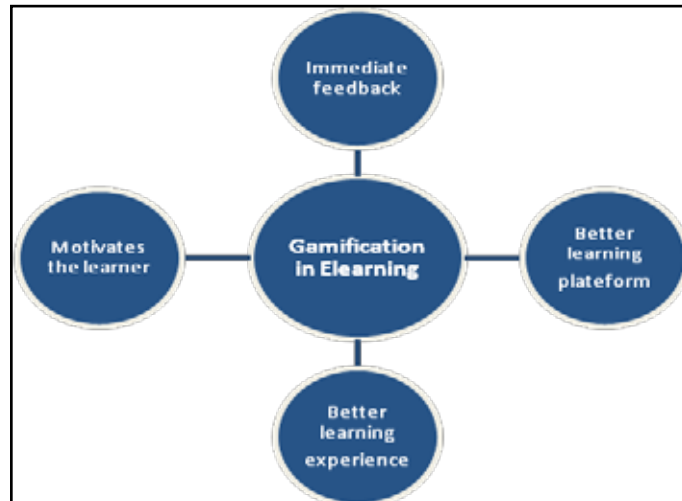 Immediate
feedback
Motivates
the learner
Gamification
in Elearning
Better
learning
plateform
Better
learning
experience